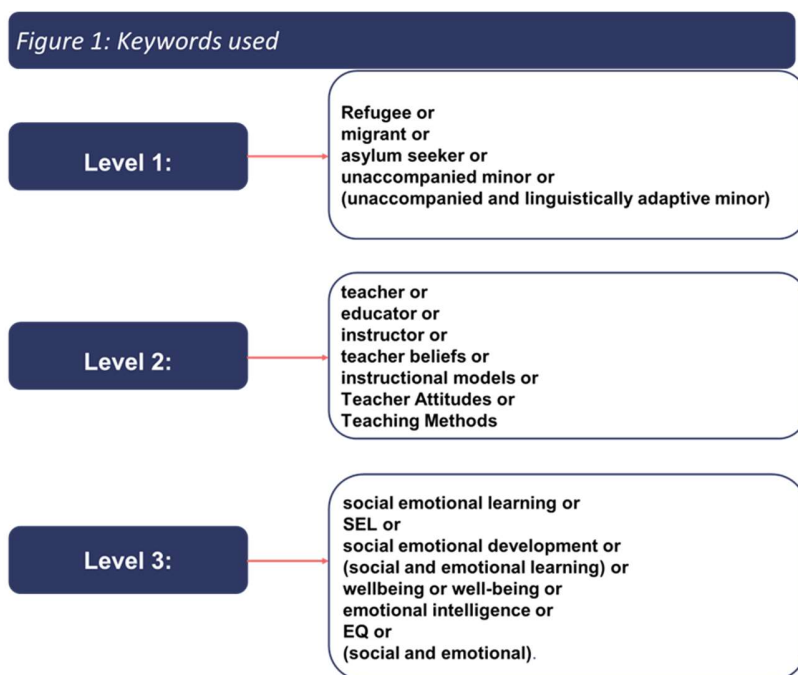 Figure 1: Keywords used
Level 1:
Refugee or
migrant or
asylum seeker or
unaccompanied minor or
(unaccompanied and linguistically adaptive minor)
Level 2:
teacher or
educator or
instructor or
teacher beliefs or
instructional models or
Teacher Attitudes or
Teaching Methods
Level 3:
social emotional learning or
SEL or
social emotional development or
(social and emotional learning) or
wellbeing or well-being or
emotional intelligence or
EQ or
(social and emotional).